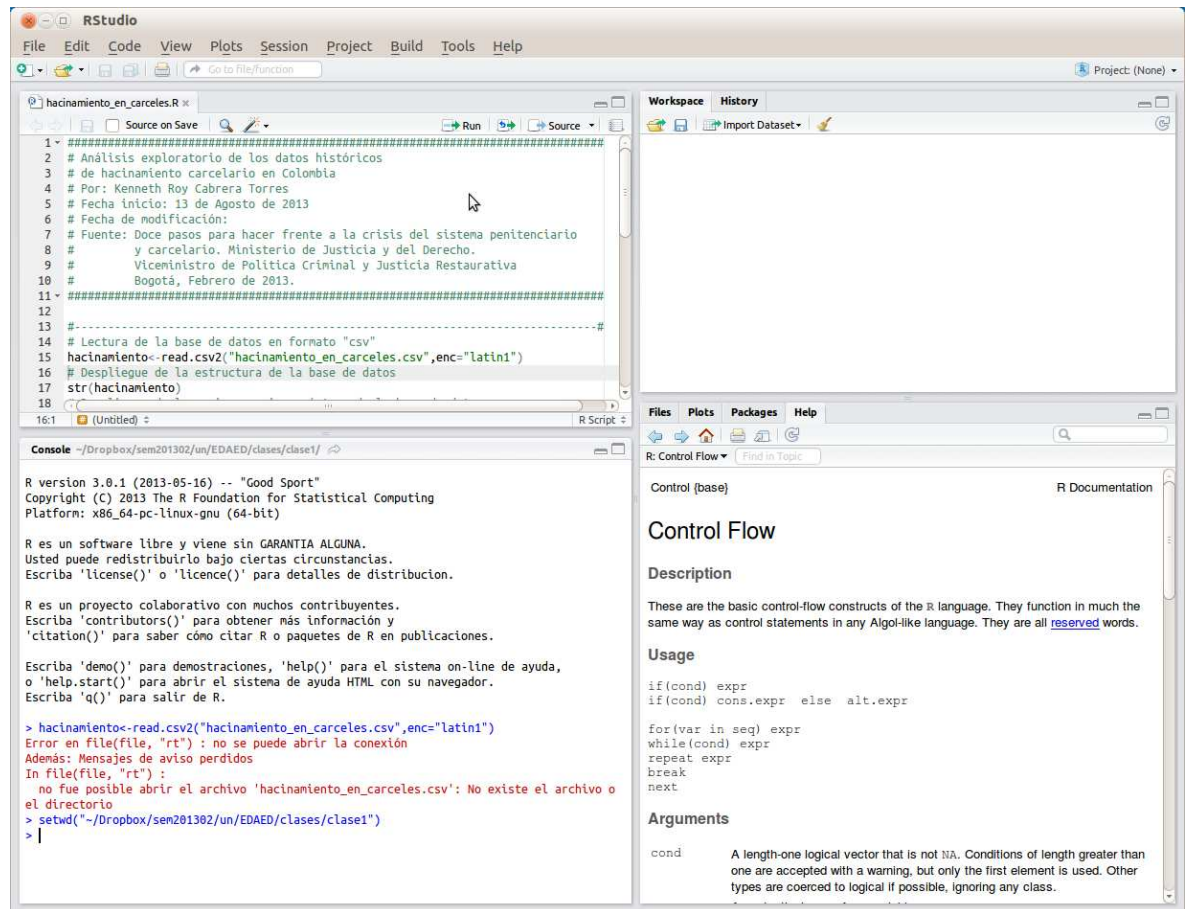 RStudio
File Edit Code View Plots Session Project Build Tools Help
Go to file/function
Project: (None)
hacinamiento_en_carceles.R
Source on Save
Run
Source
1 ################################################################################
2 # Análisis exploratorio de los datos históricos
3 # de hacinamiento carcelario en Colombia
4 # Por: Kenneth Roy Cabrera Torres
5 # Fecha inicio: 13 de Agosto de 2013
6 # Fecha de modificación:
7 # Fuente: Doce pasos para hacer frente a la crisis del sistema penitenciario
8 # y carcelario. Ministerio de Justicia y del Derecho.
9 # Viceministro de Politica Criminal y Justicia Restaurativa
10 # Bogotá, Febrero de 2013.
11 ################################################################################
12
13 #------------------------------------------------------------------------------#
14 # Lectura de la base de datos en formato "csv"
15 hacinamiento<-read.csv2("hacinamiento_en_carceles.csv",enc="latin1")
16 # Despliegue de la estructura de la base de datos
17 str(hacinamiento)
18
16:1 (Untitled) R Script
Console ~/Dropbox/sem201302/un/EDAED/clases/clase1/
R version 3.0.1 (2013-05-16) -- "Good Sport"
Copyright (C) 2013 The R Foundation for Statistical Computing
Platform: x86_64-pc-linux-gnu (64-bit)
R es un software libre y viene sin GARANTIA ALGUNA.
Usted puede redistribuirlo bajo ciertas circunstancias.
Escriba 'license()' o 'licence()' para detalles de distribucion.
R es un proyecto colaborativo con muchos contribuyentes.
Escriba 'contributors()' para obtener más información y
'citation()' para saber cómo citar R o paquetes de R en publicaciones.
Escriba 'demo()' para demostraciones, 'help()' para el sistema on-line de ayuda,
o 'help.start()' para abrir el sistema de ayuda HTML con su navegador.
Escriba 'q()' para salir de R.
> hacinamiento<-read.csv2("hacinamiento_en_carceles.csv",enc="latin1")
Error en file(file, "rt") : no se puede abrir la conexión
Además: Mensajes de aviso perdidos
In file(file, "rt") :
no fue posible abrir el archivo 'hacinamiento_en_carceles.csv': No existe el archivo o
el directorio
> setwd("~/Dropbox/sem201302/un/EDAED/clases/clase1")
>
Workspace History
Import Dataset
Files Plots Packages Help
R: Control Flow Find in Topic
Control {base} R Documentation
Control Flow
Description
These are the basic control-flow constructs of the R language. They function in much the
same way as control statements in any Algol-like language. They are all reserved words.
Usage
if(cond) expr
if(cond) cons.expr else alt.expr
for(var in seq) expr
while(cond) expr
repeat expr
break
next
Arguments
cond A length-one logical vector that is not NA. Conditions of length greater than
one are accepted with a warning, but only the first element is used. Other
types are coerced to logical if possible, ignoring any class.